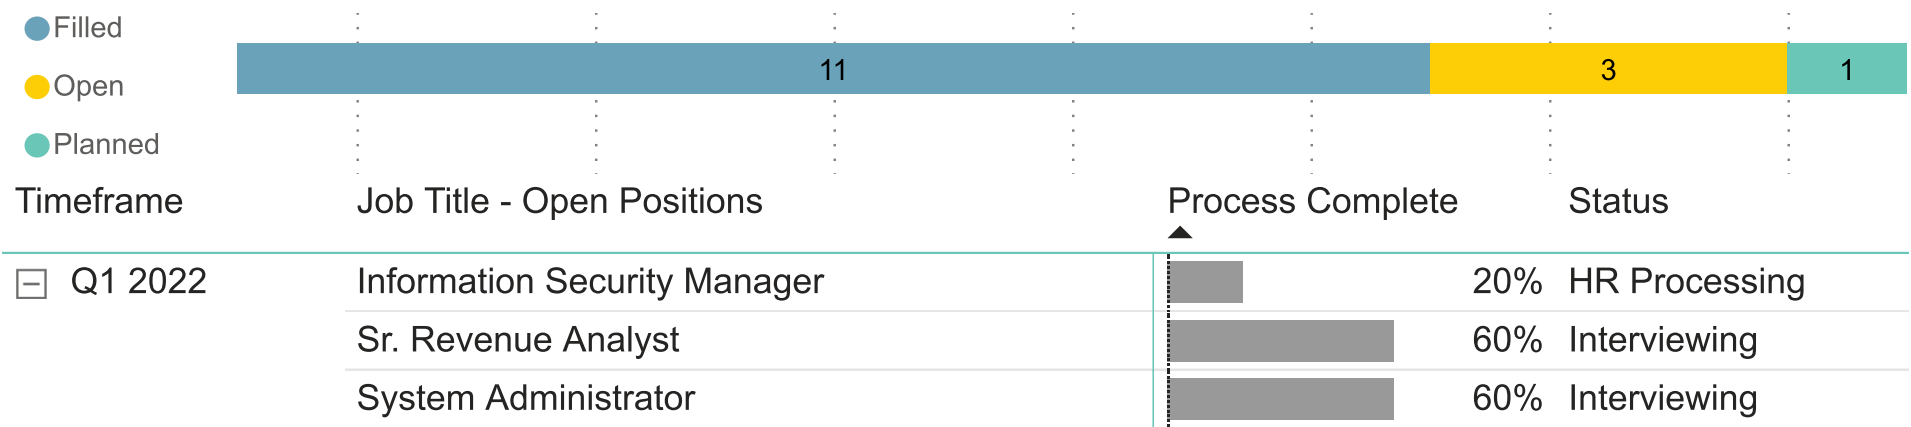 Filled
Open
Planned
11 3 1
Timeframe Job Title - Open Positions Process Complete Status
Q1 2022 Information Security Manager 20% HR Processing
Sr. Revenue Analyst 60% Interviewing
System Administrator 60% Interviewing